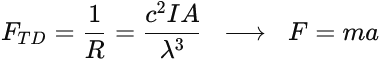 F_{TD} = \frac{1}{R} = \frac{c^2 I A}{\lambda^3} \longrightarrow F = ma